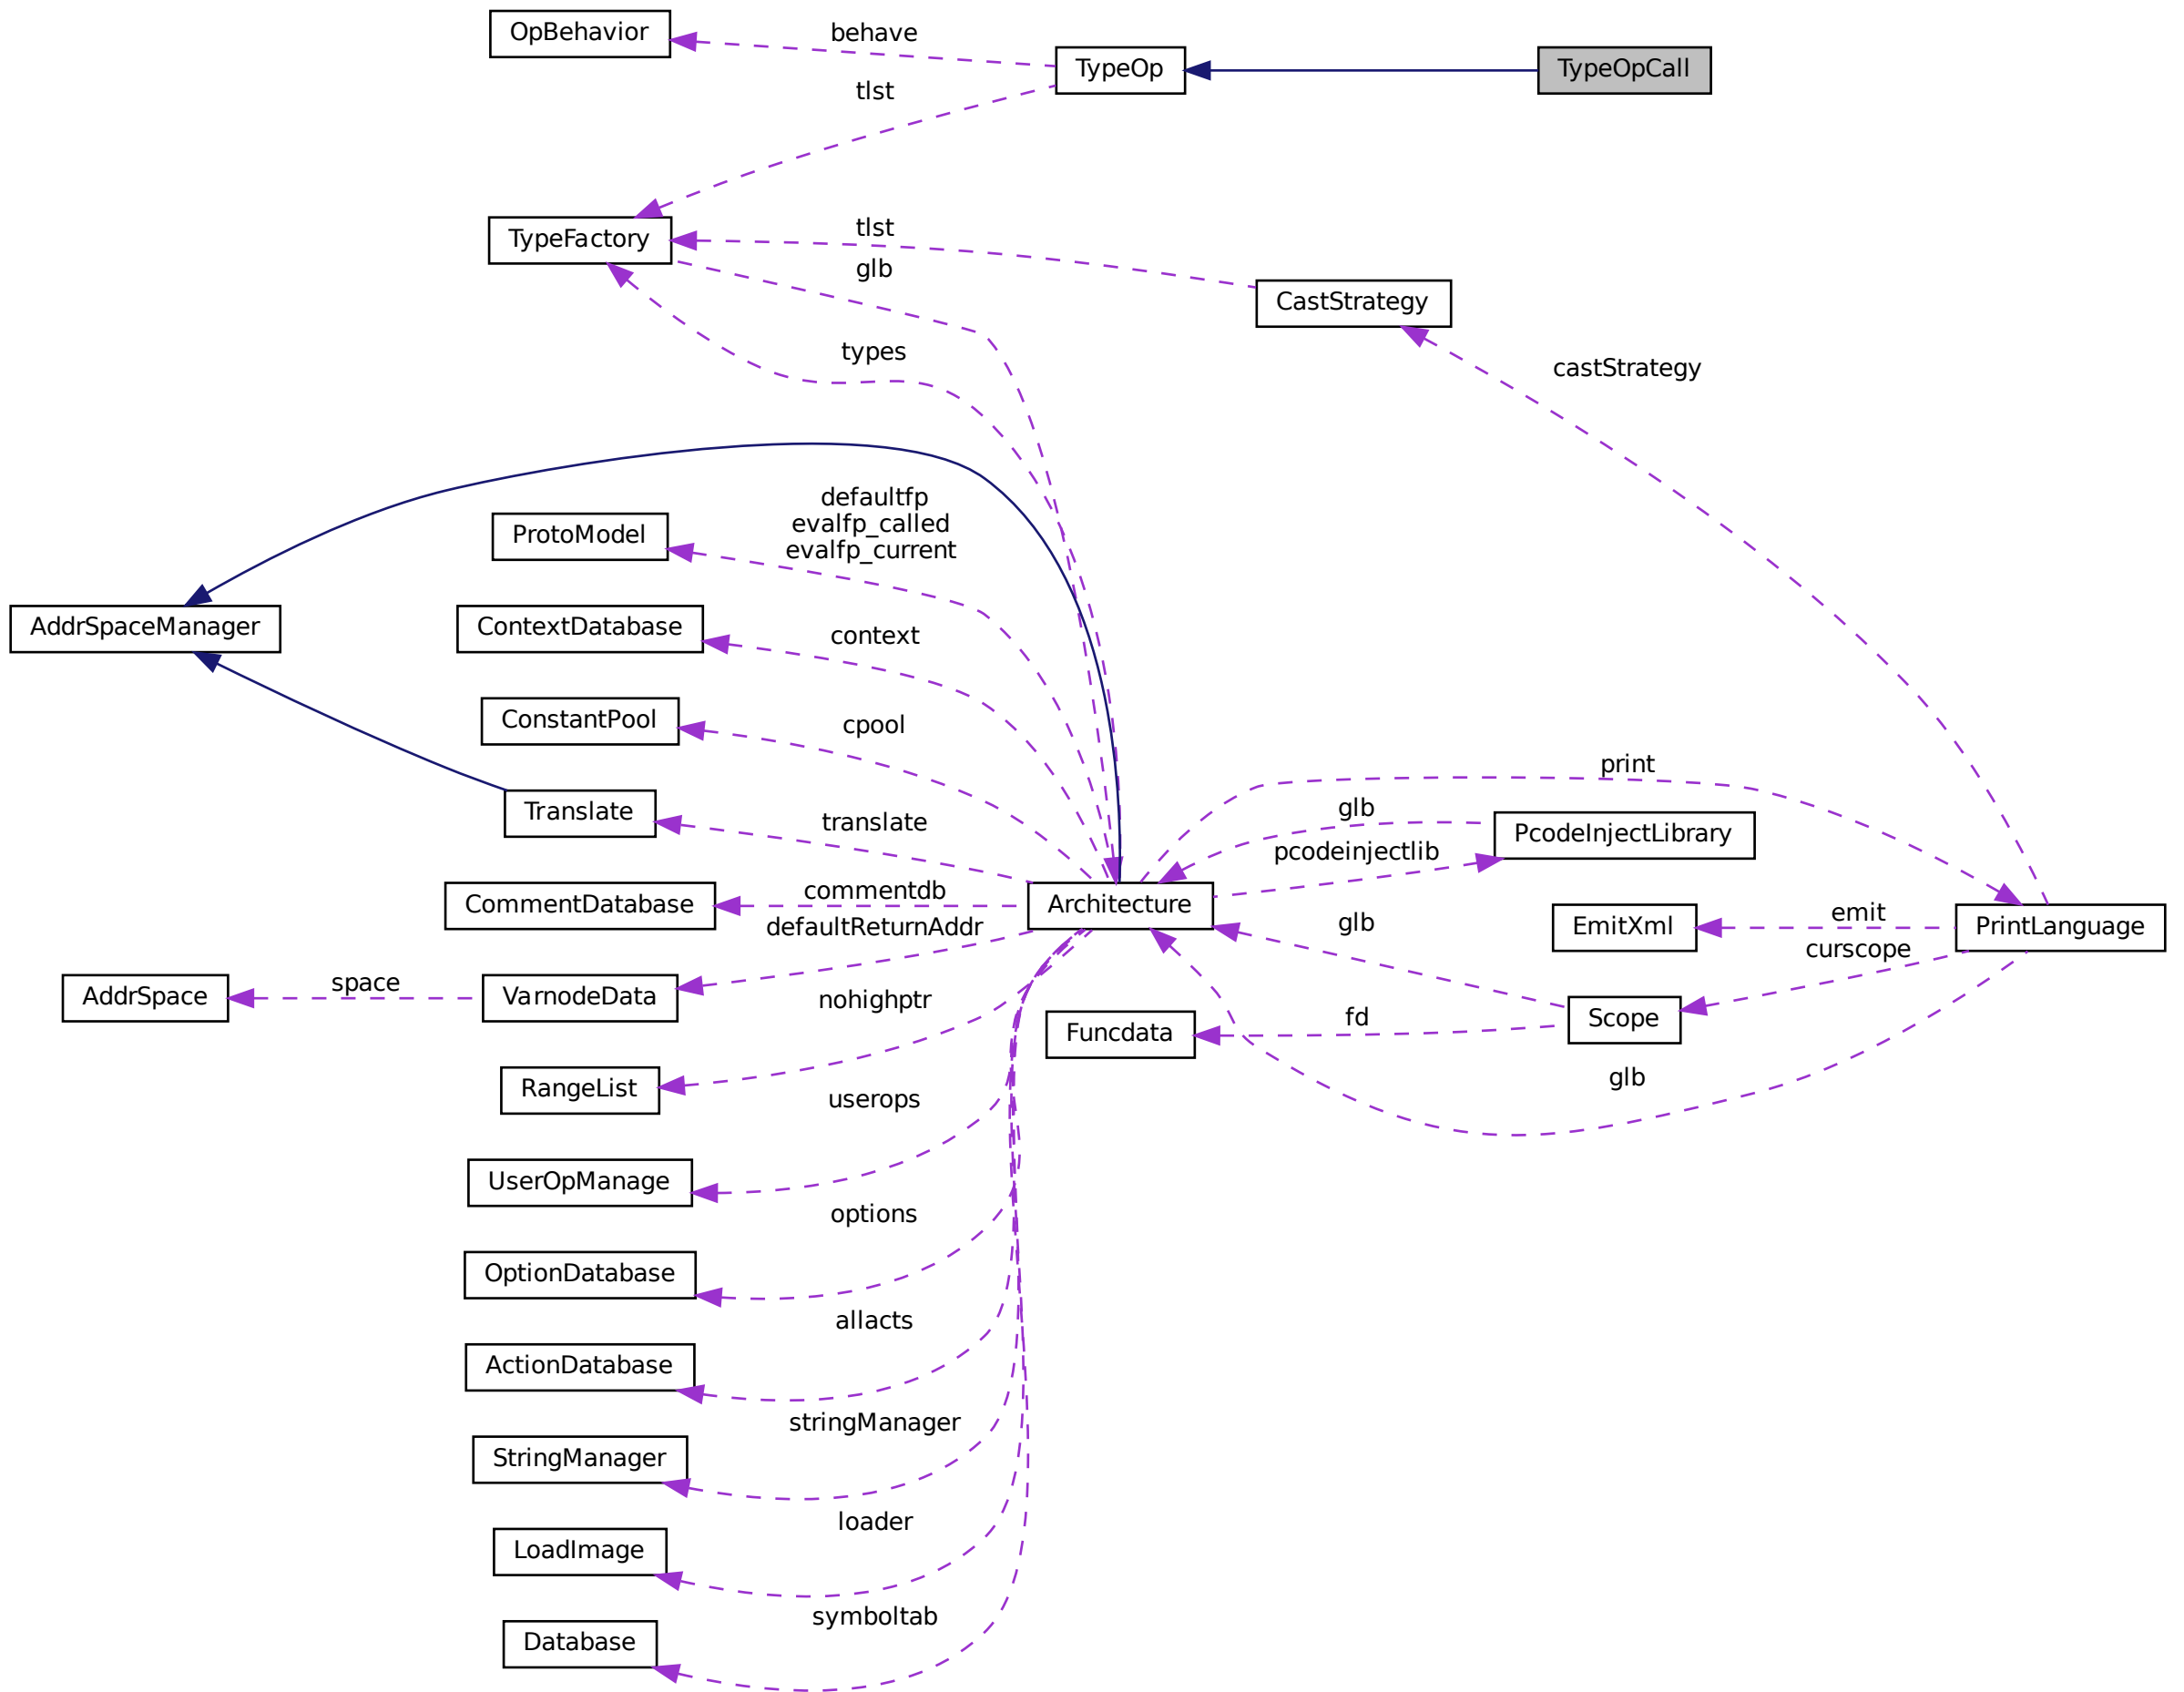 OpBehavior
behave
TypeOp
TypeOpCall
tlst
TypeFactory
tlst
glb
CastStrategy
types
castStrategy
defaultfp
evalfp_called
evalfp_current
ProtoModel
AddrSpaceManager
ContextDatabase
context
ConstantPool
cpool
print
Translate
translate
glb
PcodeInjectLibrary
pcodeinjectlib
CommentDatabase
commentdb
Architecture
defaultReturnAddr
glb
EmitXml
emit
PrintLanguage
curscope
AddrSpace
space
VarnodeData
nohighptr
Funcdata
fd
Scope
RangeList
userops
glb
UserOpManage
options
OptionDatabase
allacts
ActionDatabase
stringManager
StringManager
loader
LoadImage
symboltab
Database